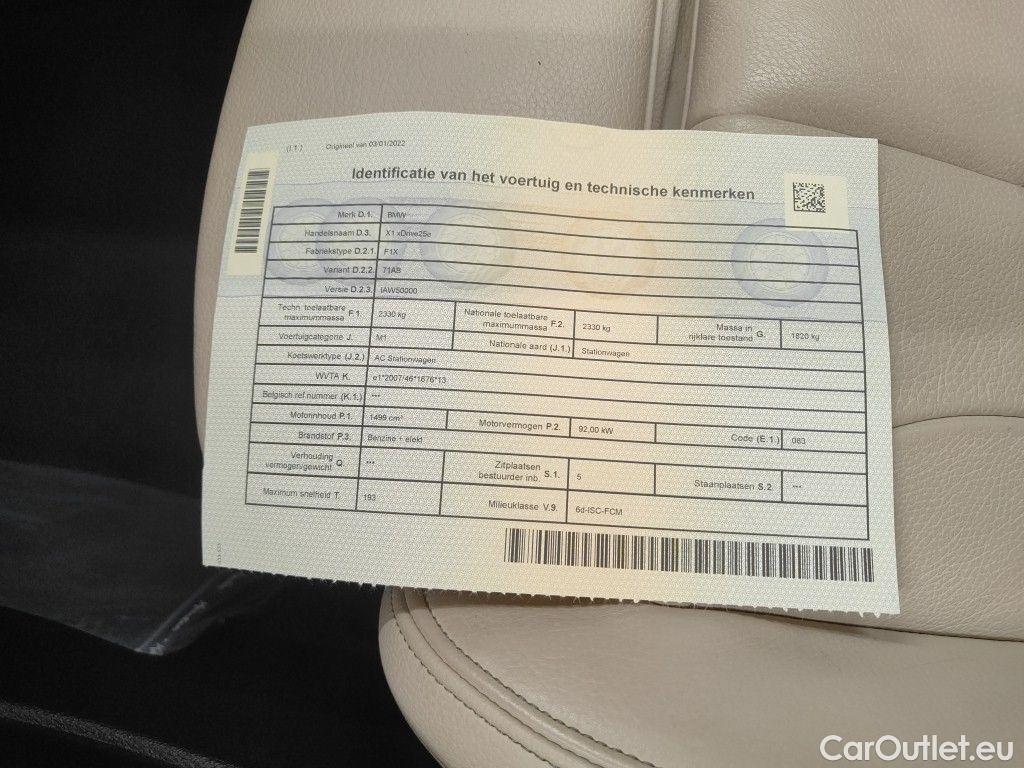 (I.1.) Origineel van 03/01/2022
Identificatie van het voertuig en technische kenmerken
Merk D.1. BMW
Handelsnaam D.3. X1 xDrive25e
Fabriekstype D.2.1. F1X
Variant D.2.2. 71AB
Versie D.2.3. IAW50000
Techn. toelaatbare maximummassa F.1. 2330 kg Nationale toelaatbare maximummassa F.2. 2330 kg Massa in rijklare toestand G. 1820 kg
Voertuigcategorie J. M1 Nationale aard (J.1.) Stationwagen
Koetswerktype (J.2.) AC Stationwagen
WVTA K. e1*2007/46*1676*13
Belgisch ref.nummer (K.1.) ---
Motorinhoud P.1. 1499 cm³ Motorvermogen P.2. 92,00 kW Code (E.1.) 083
Brandstof P.3. Benzine + elekt
Verhouding vermogen/gewicht Q. --- Zitplaatsen bestuurder inb. S.1. 5 Staanplaatsen S.2. ---
Maximum snelheid T. 193 Milieuklasse V.9. 6d-ISC-FCM
CarOutlet.eu